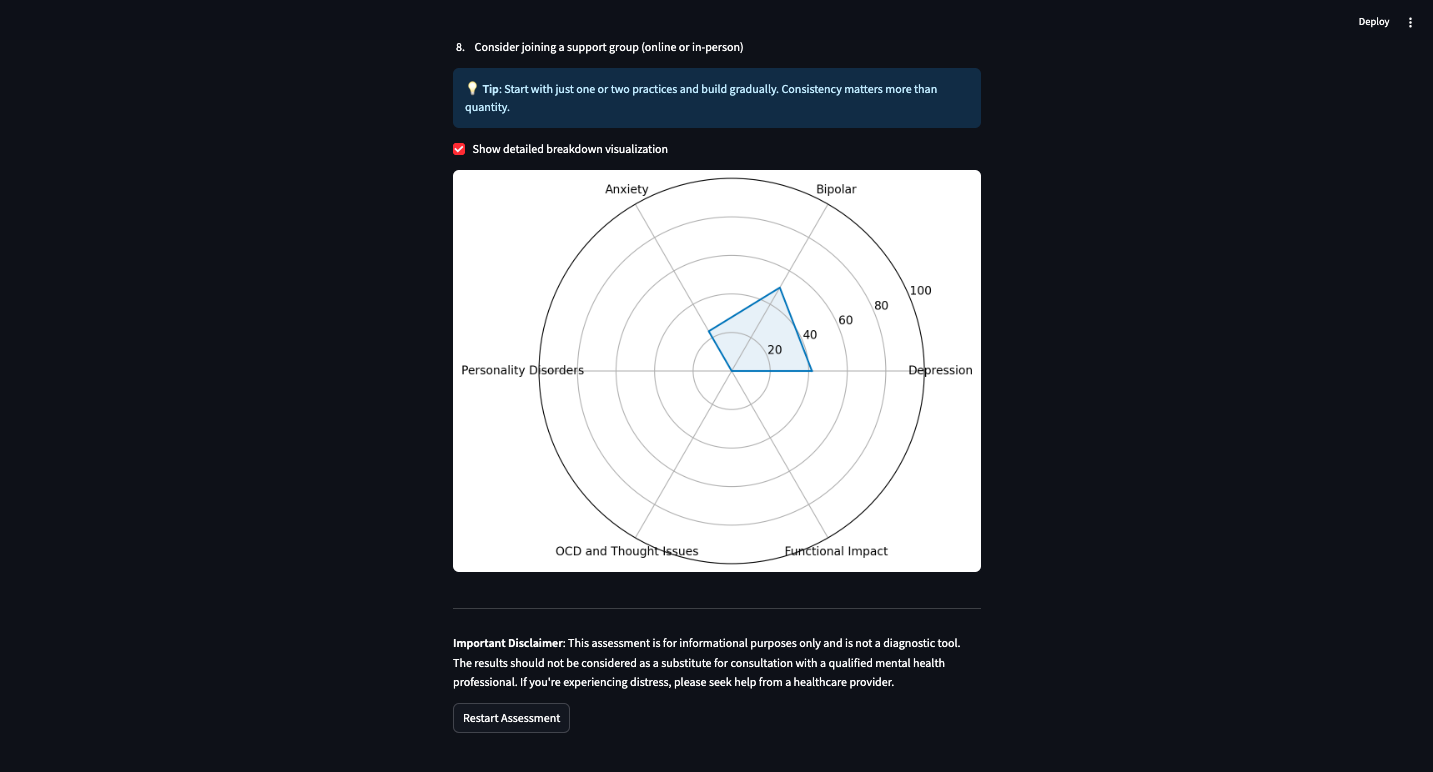 Deploy
8. Consider joining a support group (online or in-person)
💡 Tip: Start with just one or two practices and build gradually. Consistency matters more than
quantity.
Show detailed breakdown visualization
Anxiety
Bipolar
100
80
60
40
20
Personality Disorders
Depression
OCD and Thought Issues
Functional Impact
Important Disclaimer: This assessment is for informational purposes only and is not a diagnostic tool.
The results should not be considered as a substitute for consultation with a qualified mental health
professional. If you're experiencing distress, please seek help from a healthcare provider.
Restart Assessment